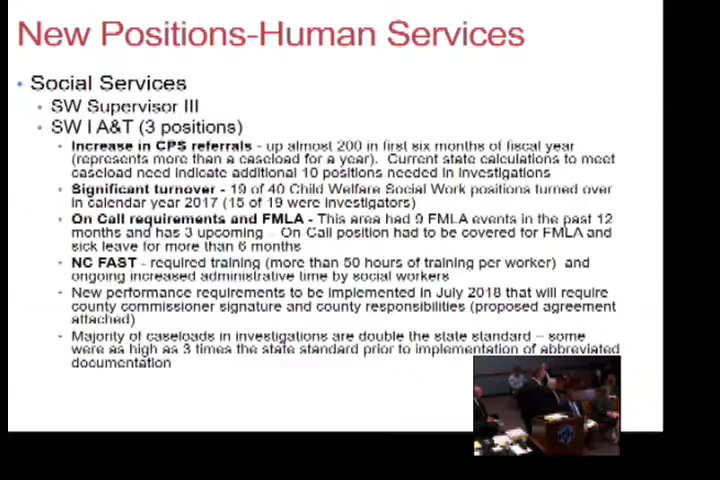 New Positions-Human Services
Social Services
SW Supervisor III
SW I A&T (3 positions)
Increase in CPS referrals - up almost 200 in first six months of fiscal year
(represents more than a caseload for a year). Current state calculations to meet
caseload need indicate additional 10 positions needed in investigations
Significant turnover - 19 of 40 Child Welfare Social Work positions turned over
in calendar year 2017 (15 of 19 were investigators)
On Call requirements and FMLA - This area had 9 FMLA events in the past 12
months and has 3 upcoming - On Call position had to be covered for FMLA and
sick leave for more than 6 months
NC FAST - required training (more than 50 hours of training per worker) and
ongoing increased administrative time by social workers
New performance requirements to be implemented in July 2018 that will require
county commissioner signature and county responsibilities (proposed agreement
attached)
Majority of caseloads in investigations are double the state standard – some
were as high as 3 times the state standard prior to implementation of abbreviated
documentation